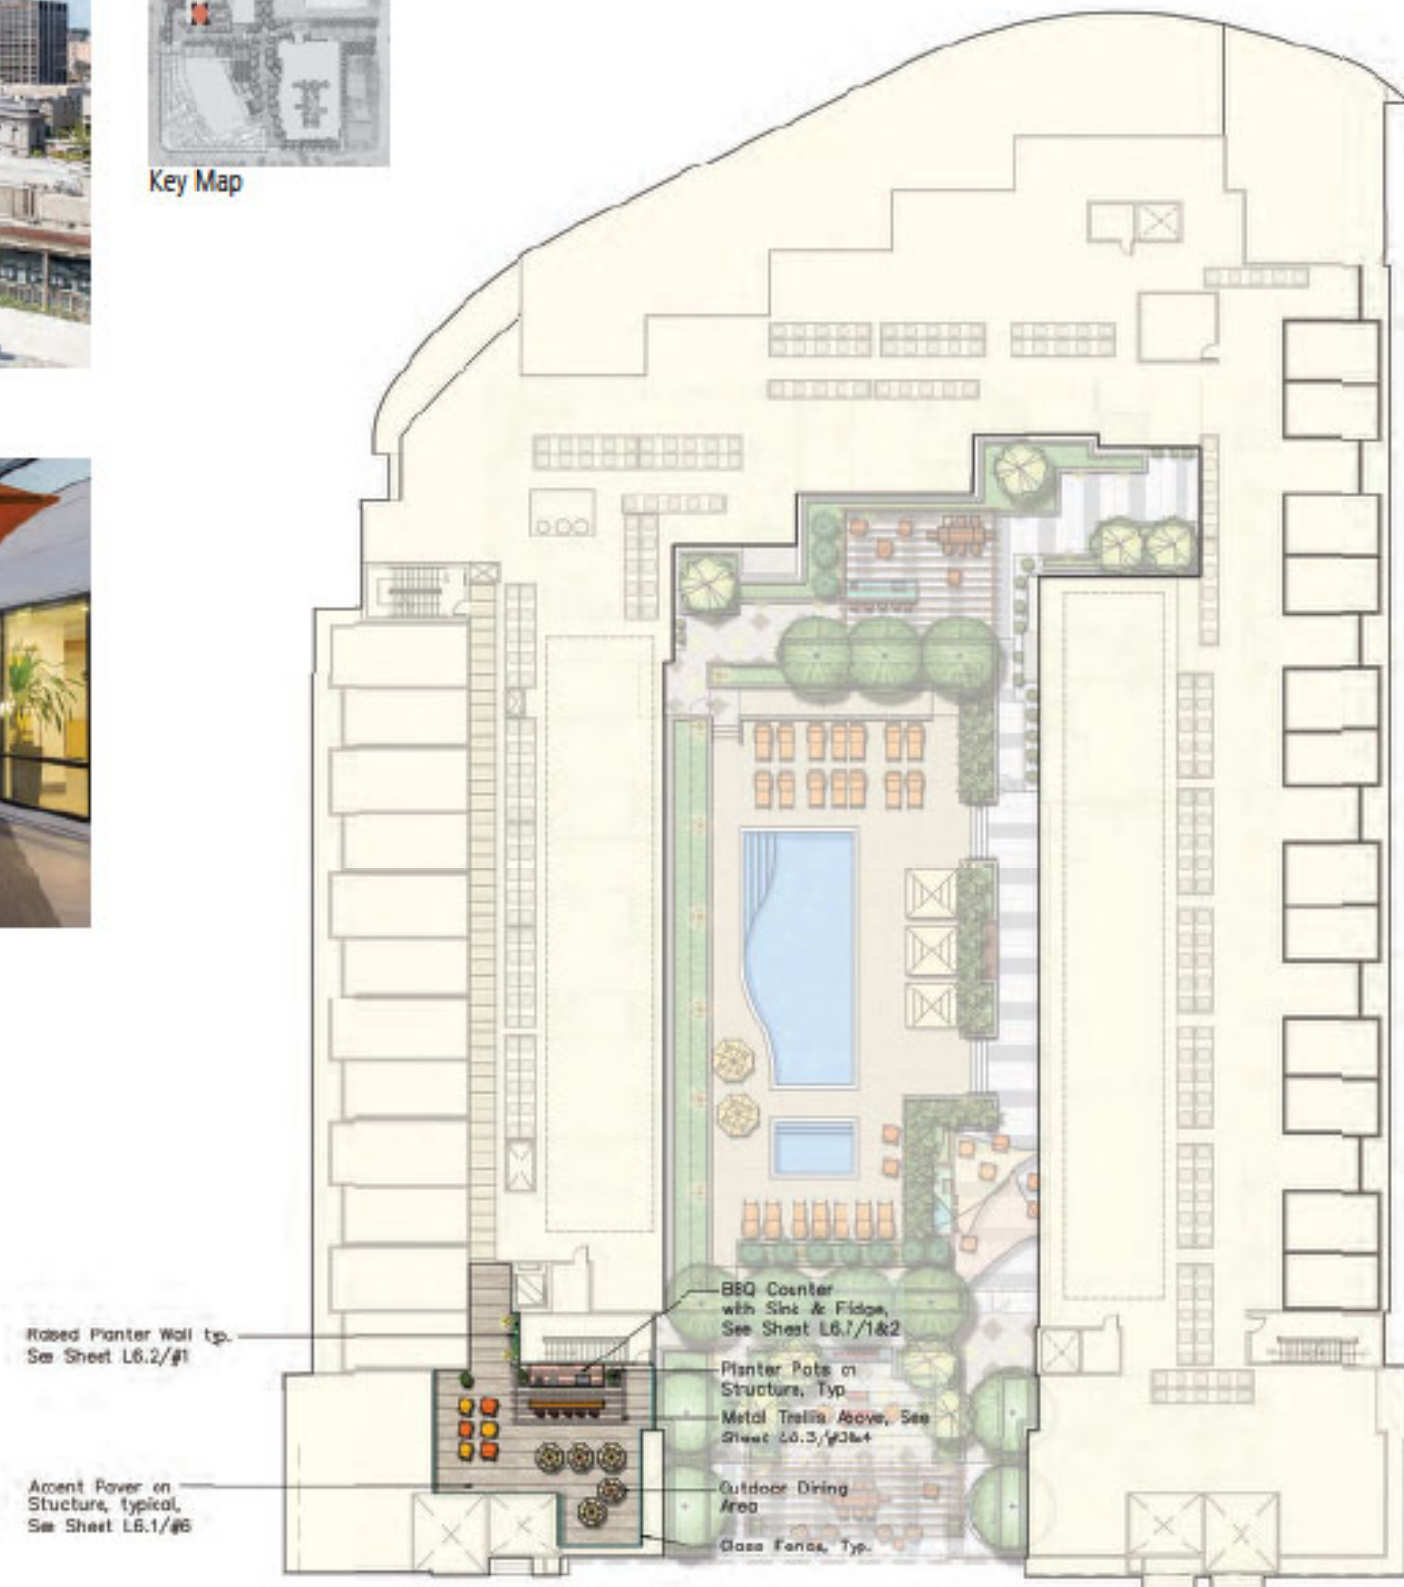 Key Map
BBQ Counter
with Sink & Fidge,
See Sheet L6.7/1&2
Raised Planter Wall typ.
See Sheet L6.2/#1
Planter Pots on
Structure, Typ
Metal Trellis Above, See
Sheet
Accent Paver on
Stucture, typical,
See Sheet L6.1/#6
Outdoor Dining
Area
Glass Fence, Typ.